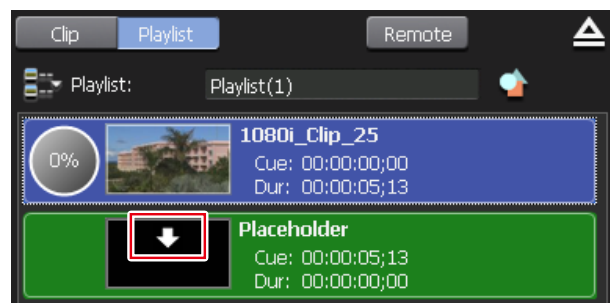 Clip Playlist Remote
Playlist: Playlist(1)
0%
1080i_Clip_25
Cue: 00:00:00;00
Dur: 00:00:05;13
Placeholder
Cue: 00:00:05;13
Dur: 00:00:00;00